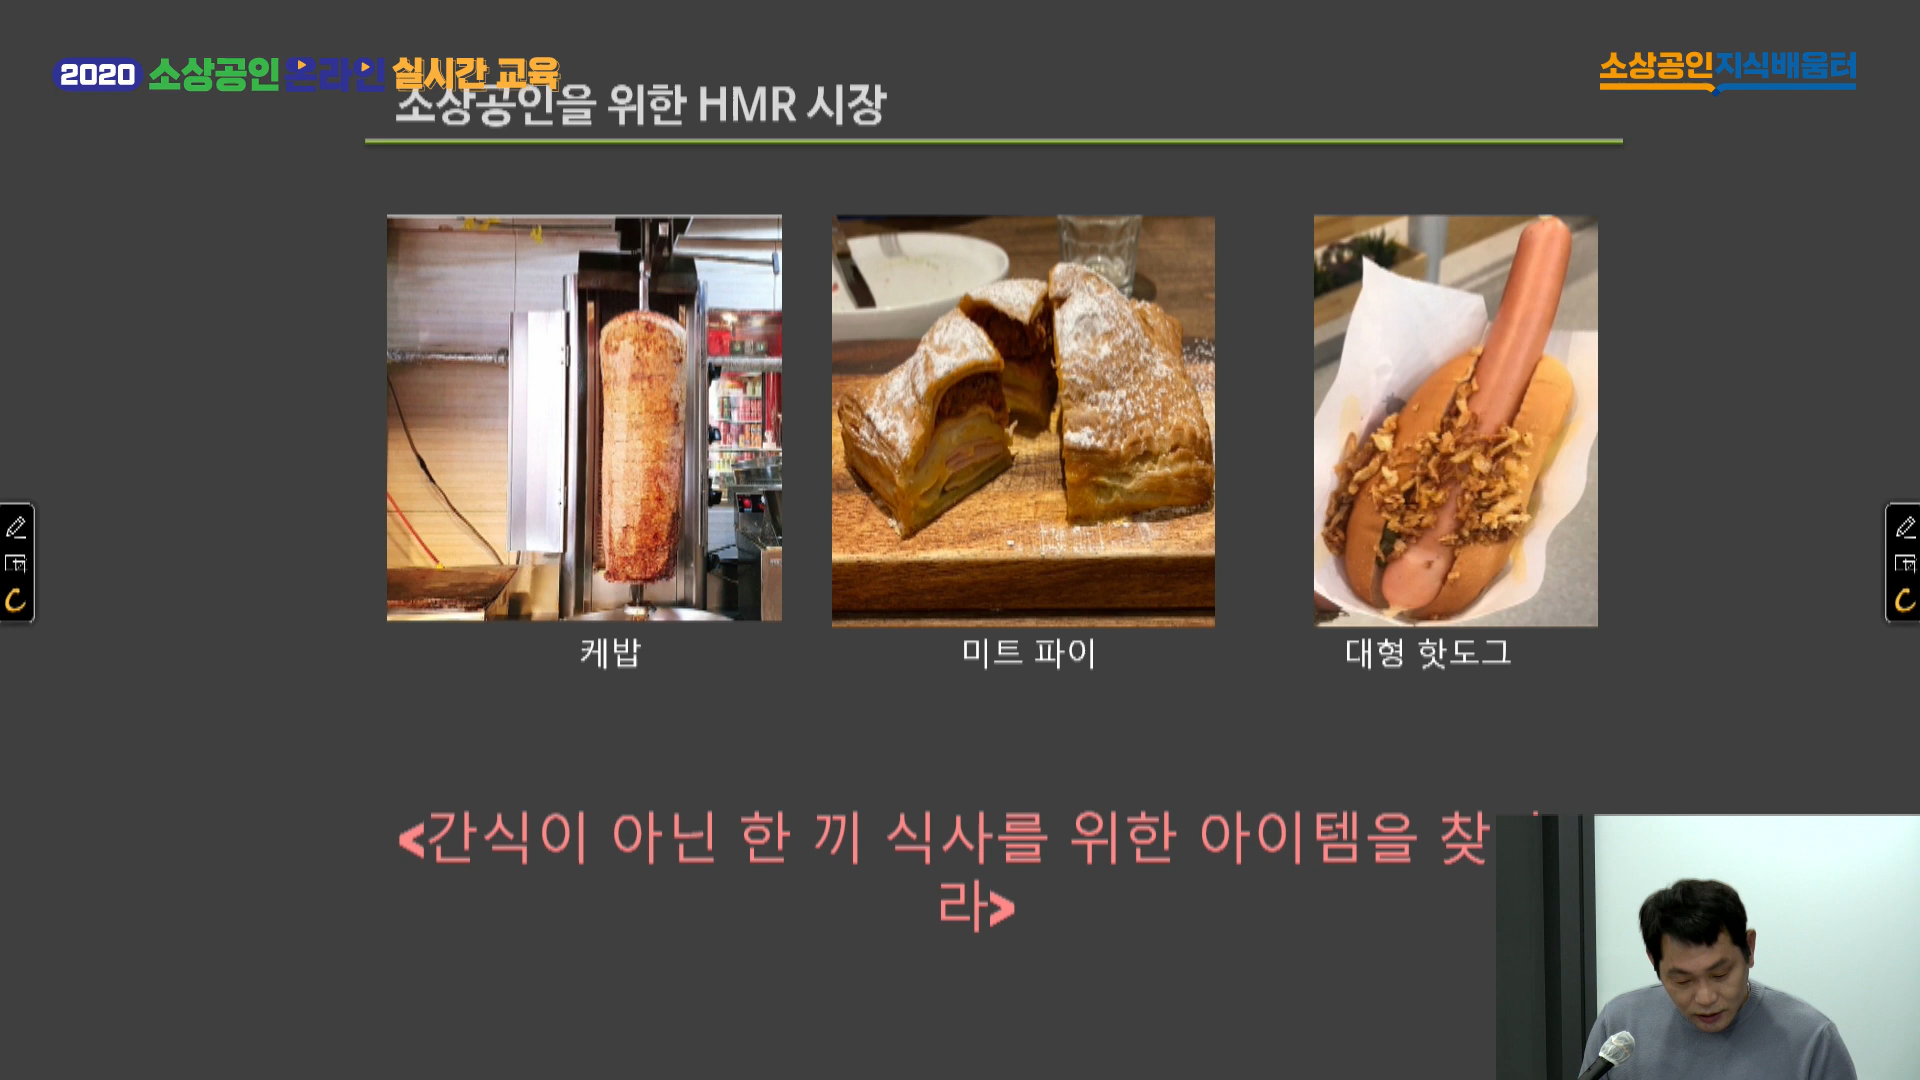 2020 소상공인 온라인 실시간 교육
소상공인지식배움터
소상공인을 위한 HMR 시장
케밥
미트 파이
대형 핫도그
<간식이 아닌 한 끼 식사를 위한 아이템을 찾
라>